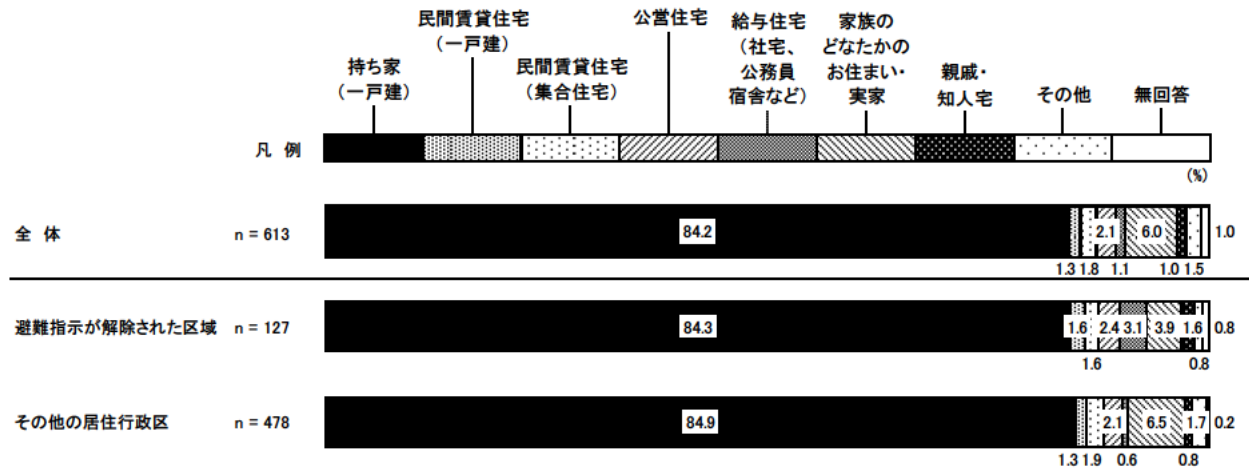 持ち家
(一戸建)
民間賃貸住宅
(一戸建)
民間賃貸住宅
(集合住宅)
公営住宅
給与住宅
(社宅、
公務員
宿舎など)
家族の
どなたかの
お住まい・
実家
親戚・
知人宅
その他
無回答
凡 例
(%)
全 体 n = 613 84.2 2.1 6.0 1.0
1.3 1.8 1.1 1.0 1.5
避難指示が解除された区域 n = 127 84.3 1.6 2.4 3.1 3.9 1.6 0.8
1.6 0.8
その他の居住行政区 n = 478 84.9 2.1 6.5 1.7 0.2
1.3 1.9 0.6 0.8